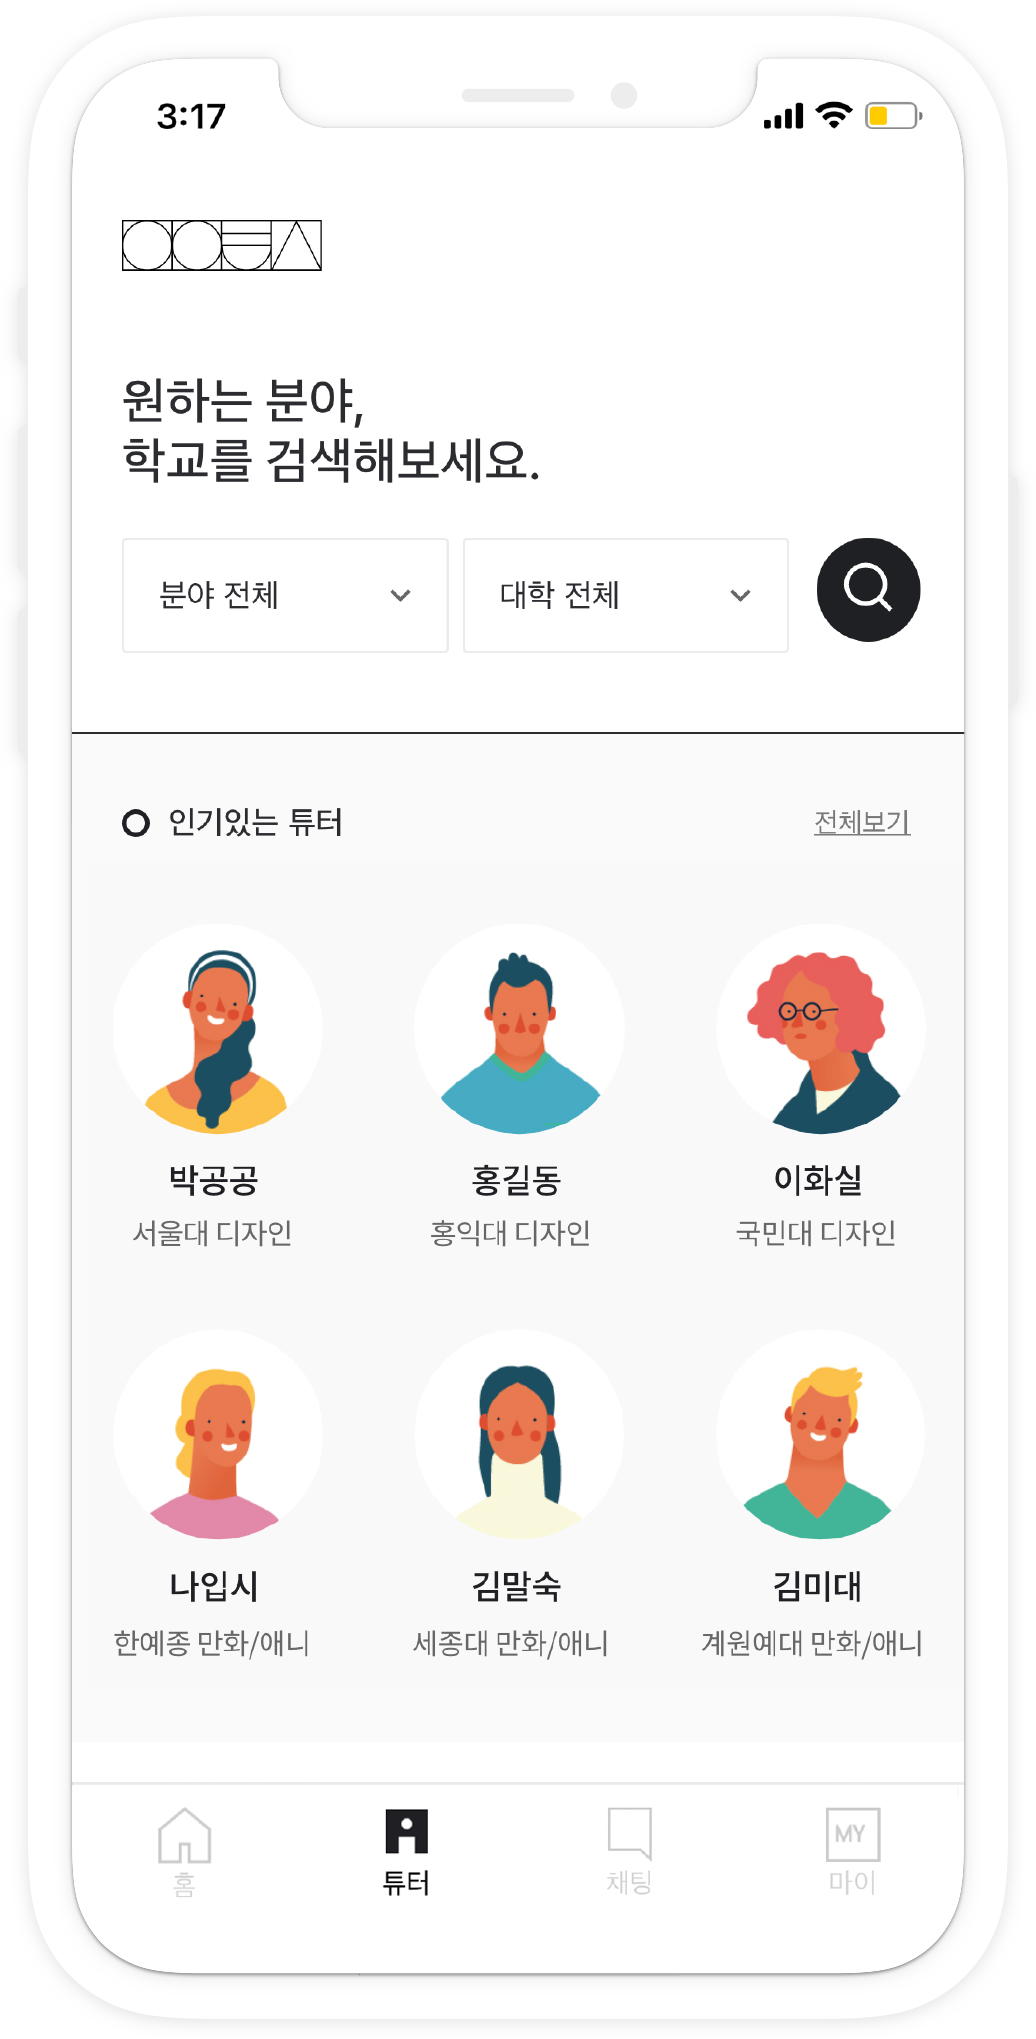 3:17
원하는 분야,
학교를 검색해보세요.
분야 전체
대학 전체
인기있는 튜터
전체보기
박공공
홍길동
이화실
서울대 디자인
홍익대 디자인
국민대 디자인
나입시
김말숙
김미대
한예종 만화/애니
세종대 만화/애니
계원예대 만화/애니
MY
홈
튜터
채팅
마이